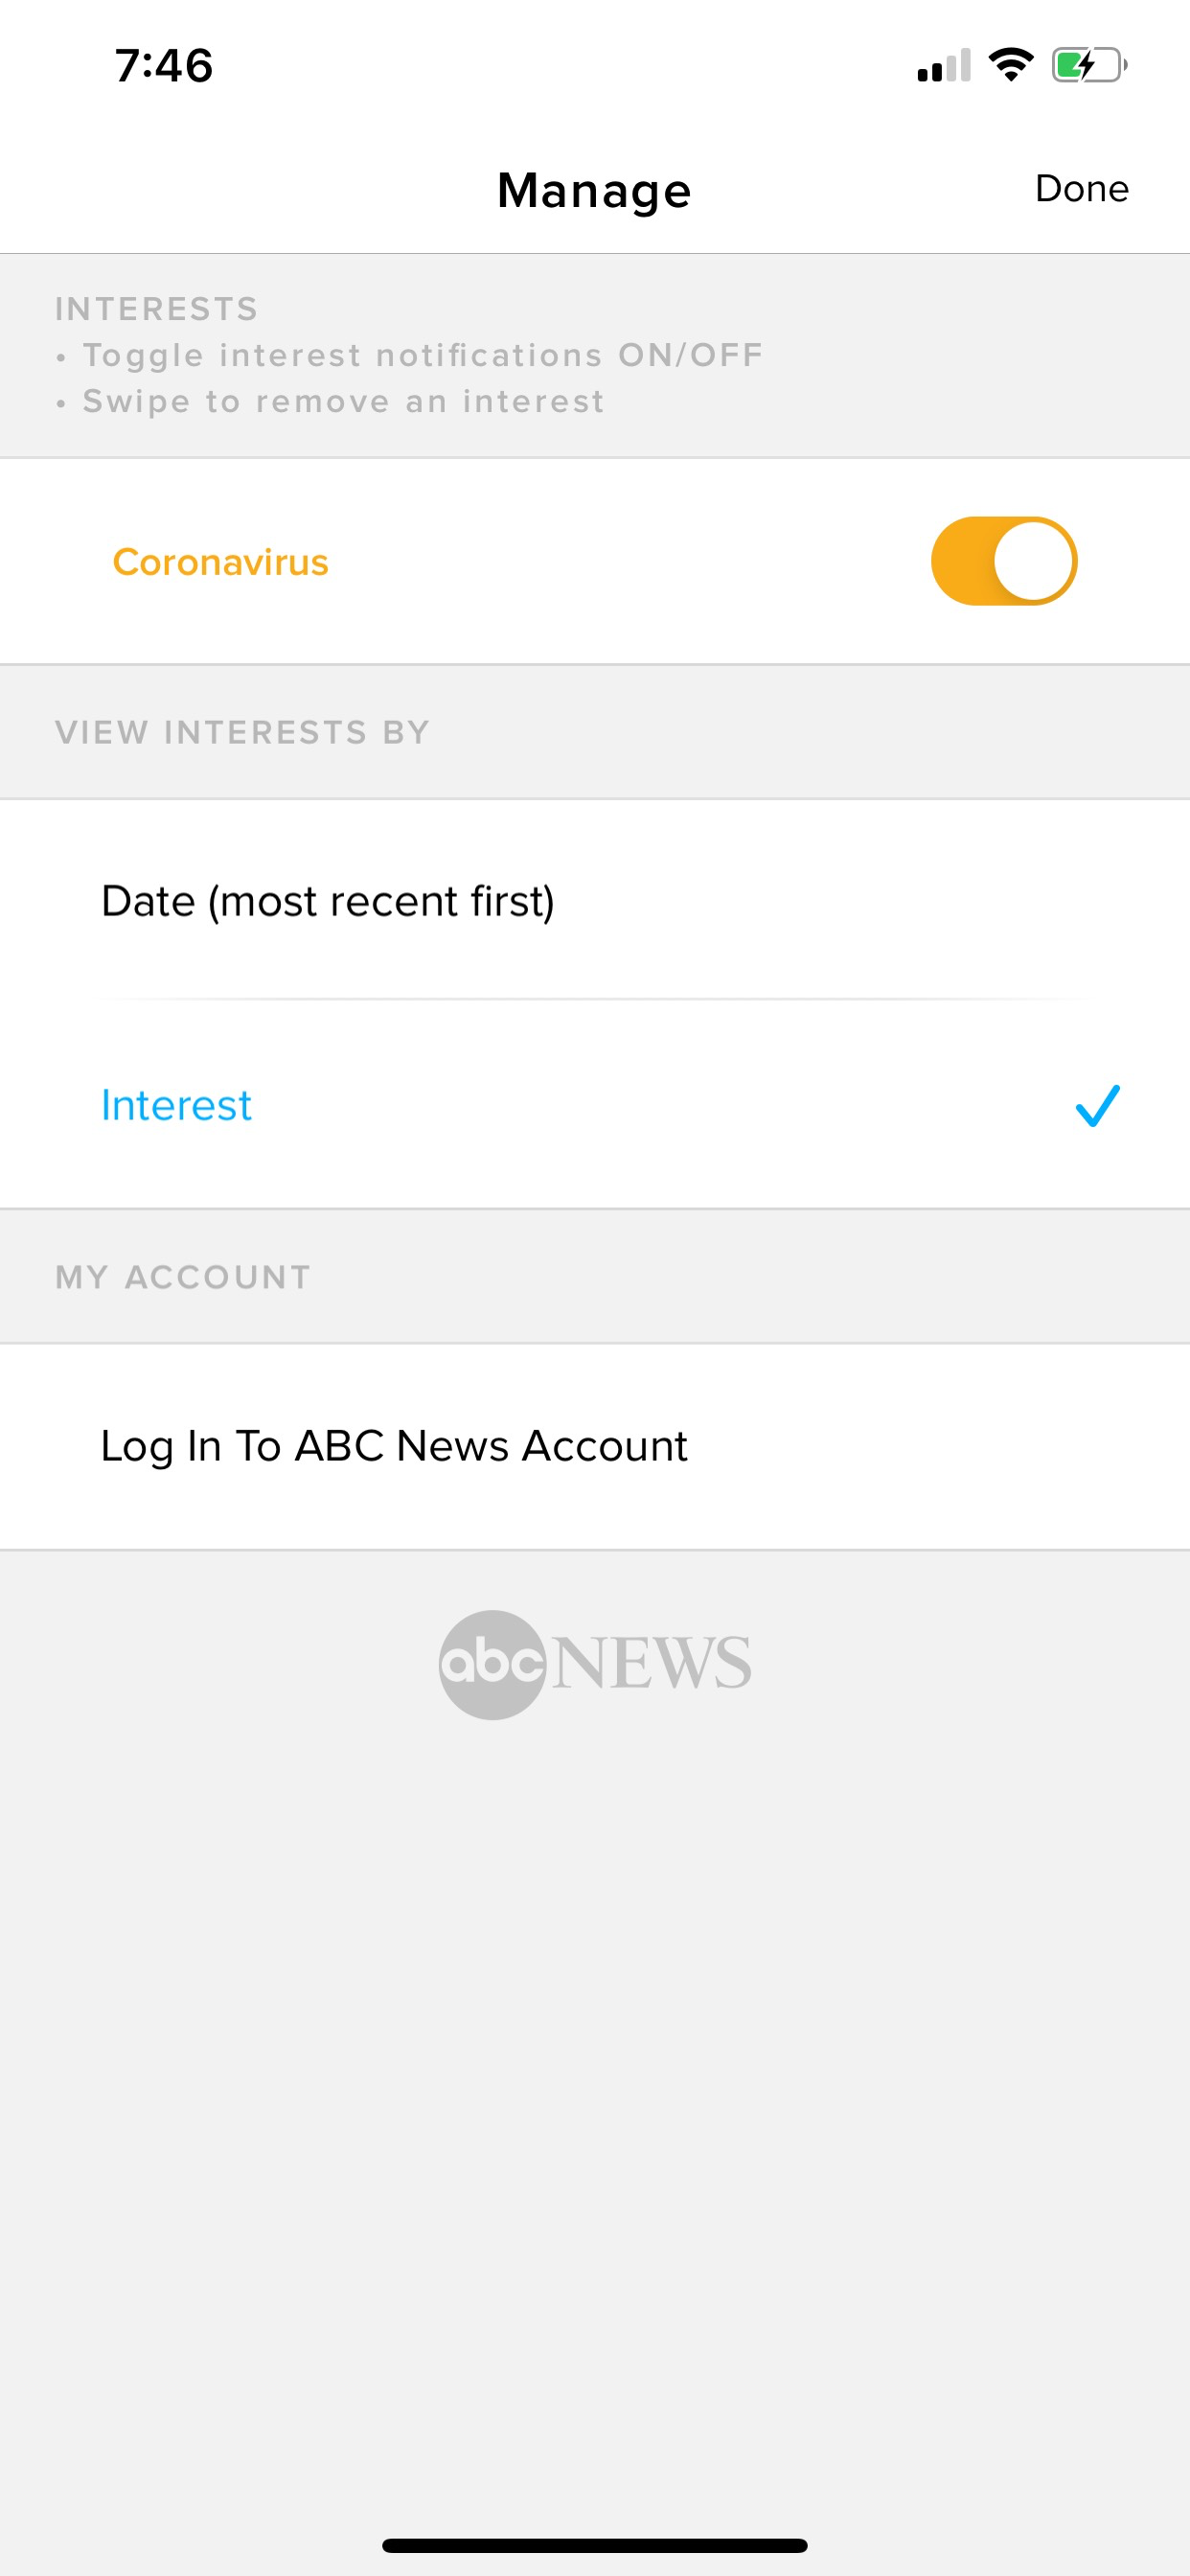 7:46
Manage
Done
INTERESTS
• Toggle interest notifications ON/OFF
• Swipe to remove an interest
Coronavirus
VIEW INTERESTS BY
Date (most recent first)
Interest
MY ACCOUNT
Log In To ABC News Account
abc NEWS